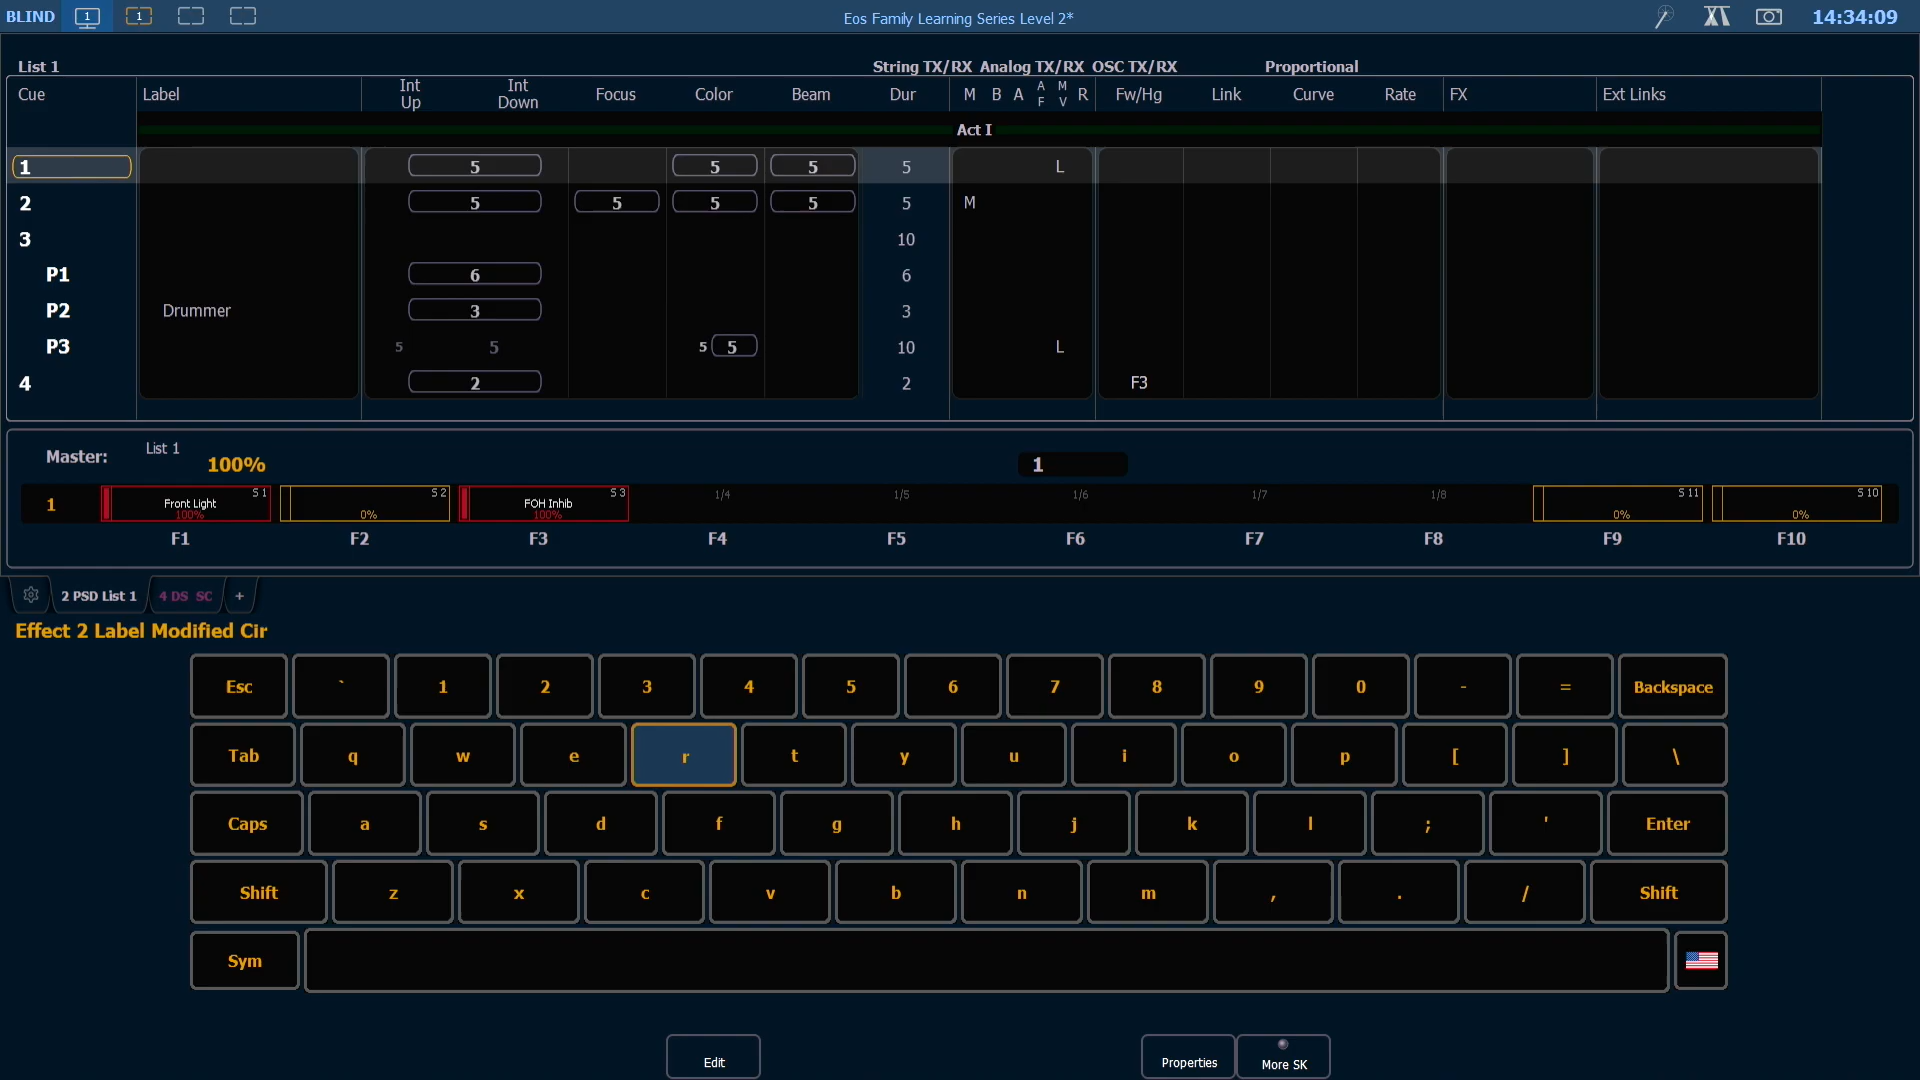 BLIND 1 1 Eos Family Learning Series Level 2* 14:34:09
List 1 String TX/RX Analog TX/RX OSC TX/RX Proportional
Cue Label Int Up Int Down Focus Color Beam Dur M B A AF MV R Fw/Hg Link Curve Rate FX Ext Links
Act I
1 5 5 5 5 L
2 5 5 5 5 5 M
3 10
P1 6 6
P2 Drummer 3 3
P3 5 5 5 5 10 L
4 2 2 F3
Master: List 1 100% 1
1 Front Light S 1 100% S 2 0% FOH Inhib S 3 100% 1/4 1/5 1/6 1/7 1/8 S 11 0% S 10 0%
F1 F2 F3 F4 F5 F6 F7 F8 F9 F10
2 PSD List 1 4 DS SC +
Effect 2 Label Modified Cir
Esc ` 1 2 3 4 5 6 7 8 9 0 - = Backspace
Tab q w e r t y u i o p [ ] \
Caps a s d f g h j k l ; ' Enter
Shift z x c v b n m , . / Shift
Sym
Edit Properties More SK